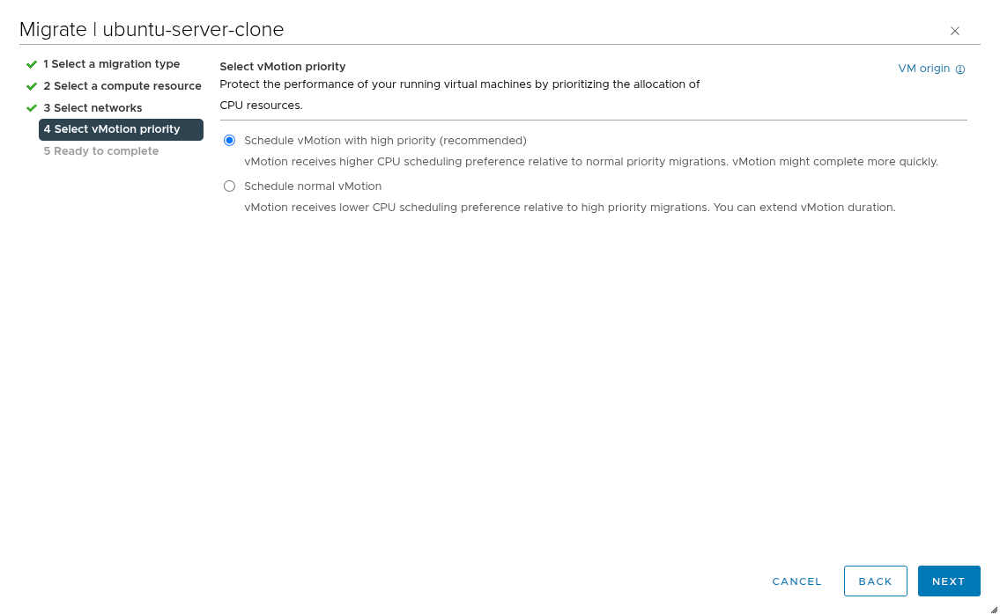 Migrate | ubuntu-server-clone
1 Select a migration type
2 Select a compute resource
3 Select networks
4 Select vMotion priority
5 Ready to complete
Select vMotion priority
VM origin
Protect the performance of your running virtual machines by prioritizing the allocation of
CPU resources.
Schedule vMotion with high priority (recommended)
vMotion receives higher CPU scheduling preference relative to normal priority migrations. vMotion might complete more quickly.
Schedule normal vMotion
vMotion receives lower CPU scheduling preference relative to high priority migrations. You can extend vMotion duration.
CANCEL
BACK
NEXT